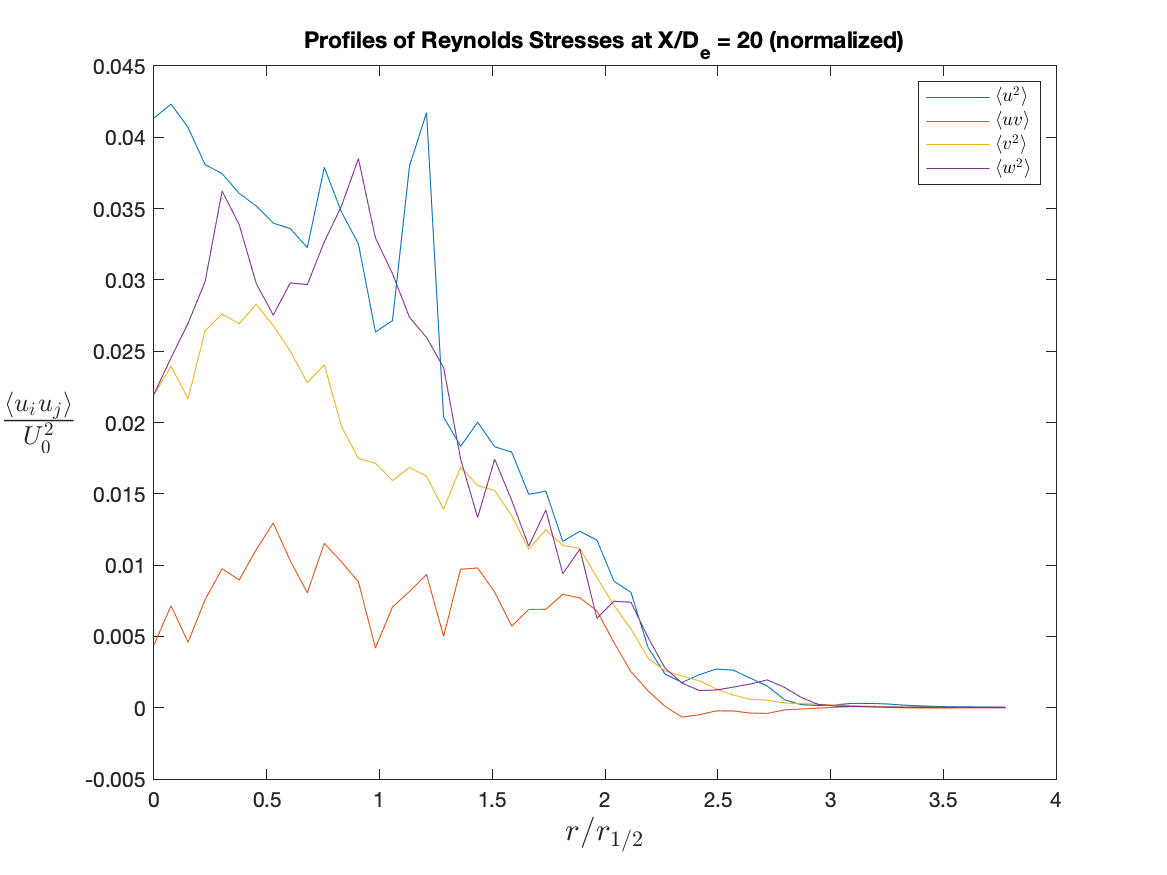 Profiles of Reynolds Stresses at X/D_e = 20 (normalized)
⟨u²⟩
⟨uv⟩
⟨v²⟩
⟨w²⟩
0.045
0.04
0.035
0.03
0.025
0.02
0.015
0.01
0.005
0
-0.005
⟨u_i u_j⟩
U_0^2
0 0.5 1 1.5 2 2.5 3 3.5 4
r/r_{1/2}